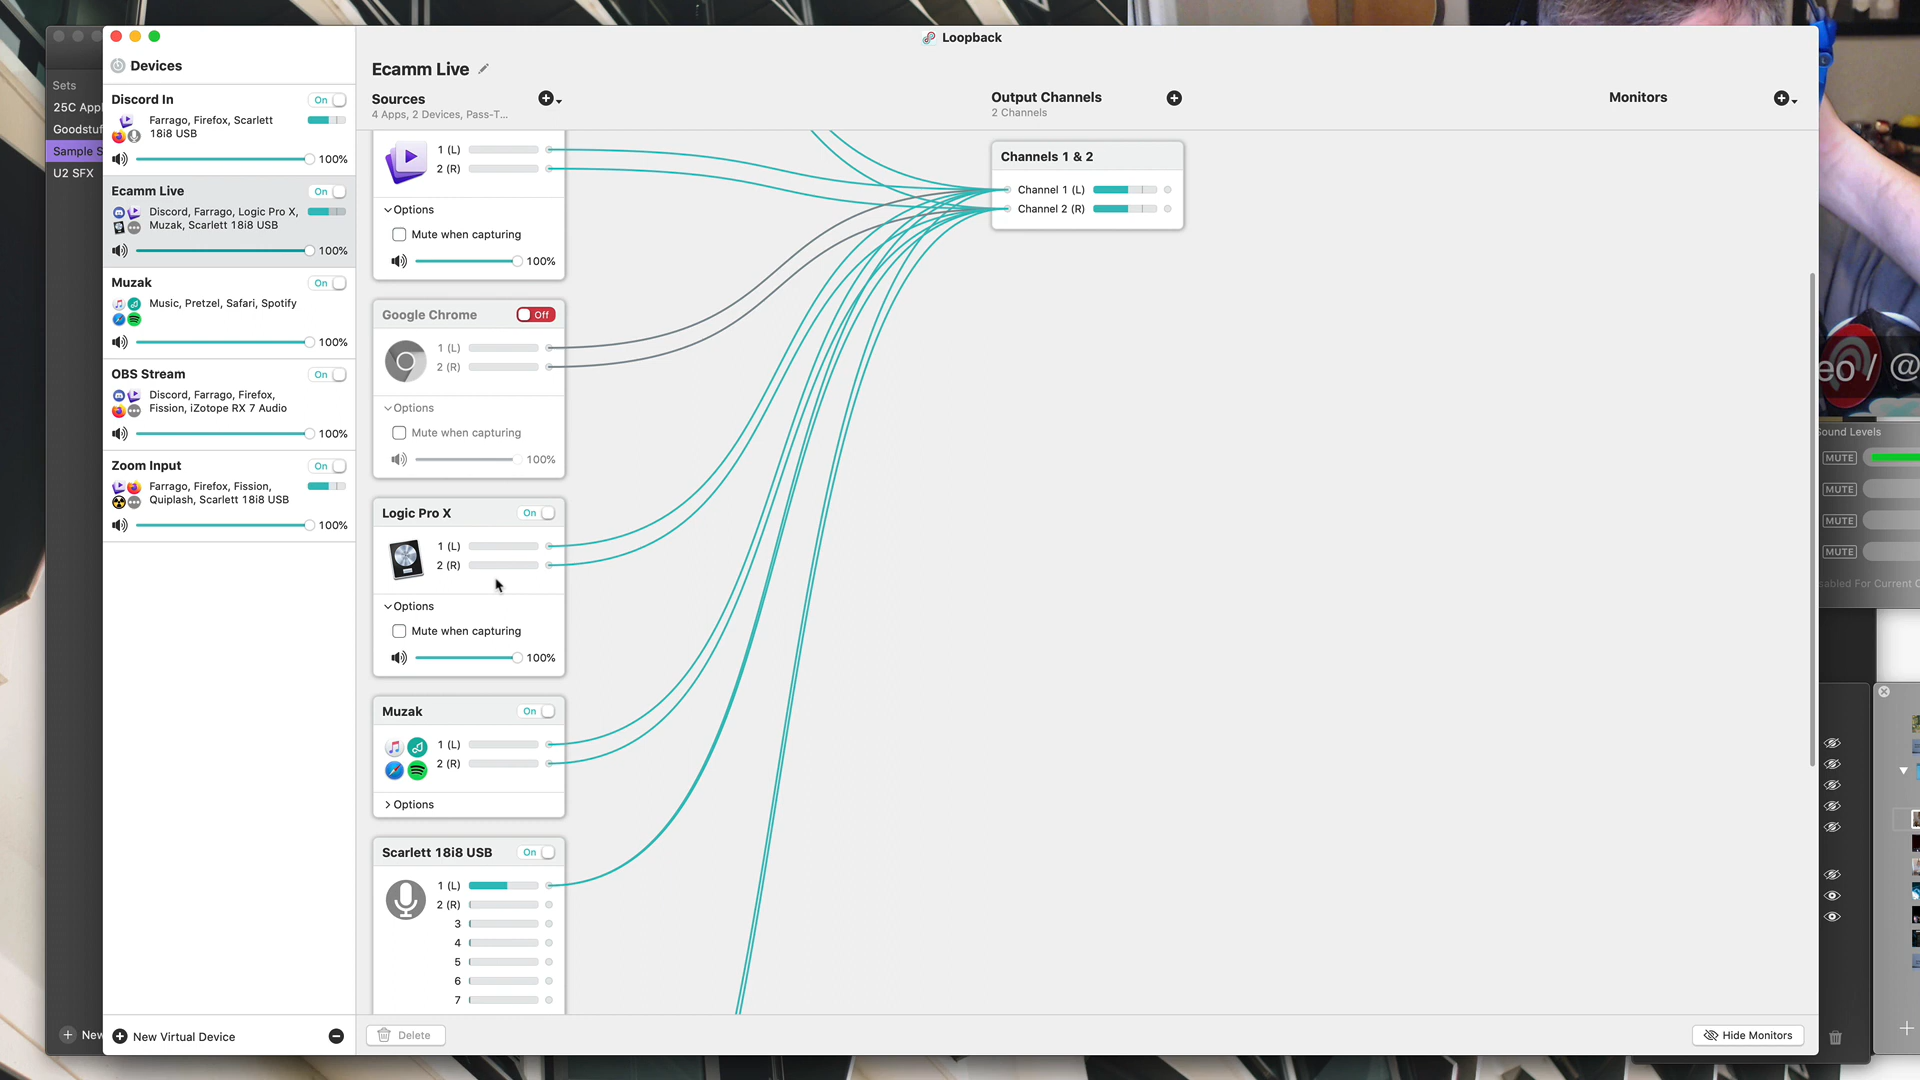 Loopback
Sets
25C Appl
Goodstuf
Sample S
U2 SFX
New
Devices
Discord In
On
Farrago, Firefox, Scarlett
18i8 USB
100%
Ecamm Live
On
Discord, Farrago, Logic Pro X,
Muzak, Scarlett 18i8 USB
100%
Muzak
On
Music, Pretzel, Safari, Spotify
100%
OBS Stream
On
Discord, Farrago, Firefox,
Fission, iZotope RX 7 Audio
100%
Zoom Input
On
Farrago, Firefox, Fission,
Quiplash, Scarlett 18i8 USB
100%
New Virtual Device
Ecamm Live
Sources
4 Apps, 2 Devices, Pass-T...
Output Channels
2 Channels
Monitors
1 (L)
2 (R)
Options
Mute when capturing
100%
Google Chrome
Off
1 (L)
2 (R)
Options
Mute when capturing
100%
Logic Pro X
On
1 (L)
2 (R)
Options
Mute when capturing
100%
Muzak
On
1 (L)
2 (R)
Options
Scarlett 18i8 USB
On
1 (L)
2 (R)
3
4
5
6
7
Channels 1 & 2
Channel 1 (L)
Channel 2 (R)
Delete
Hide Monitors
eo / @
Sound Levels
MUTE
MUTE
MUTE
MUTE
sabled For Current